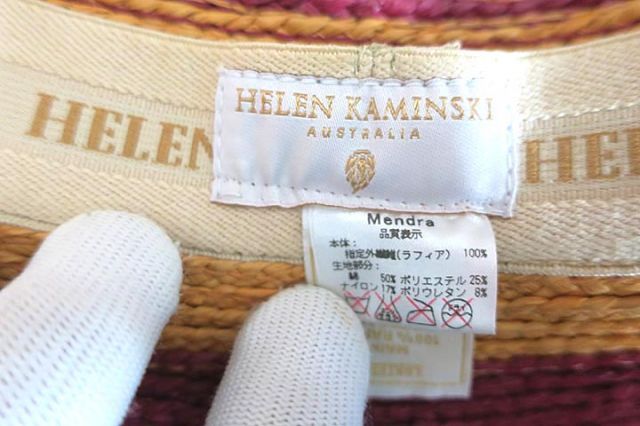 HELEN KAMINSKI
AUSTRALIA
HELEN
HELEN
Mendra
品質表示
本体:
指定外繊維(ラフィア) 100%
生地部分:
綿 50% ポリエステル 25%
ナイロン 17% ポリウレタン 8%
100%